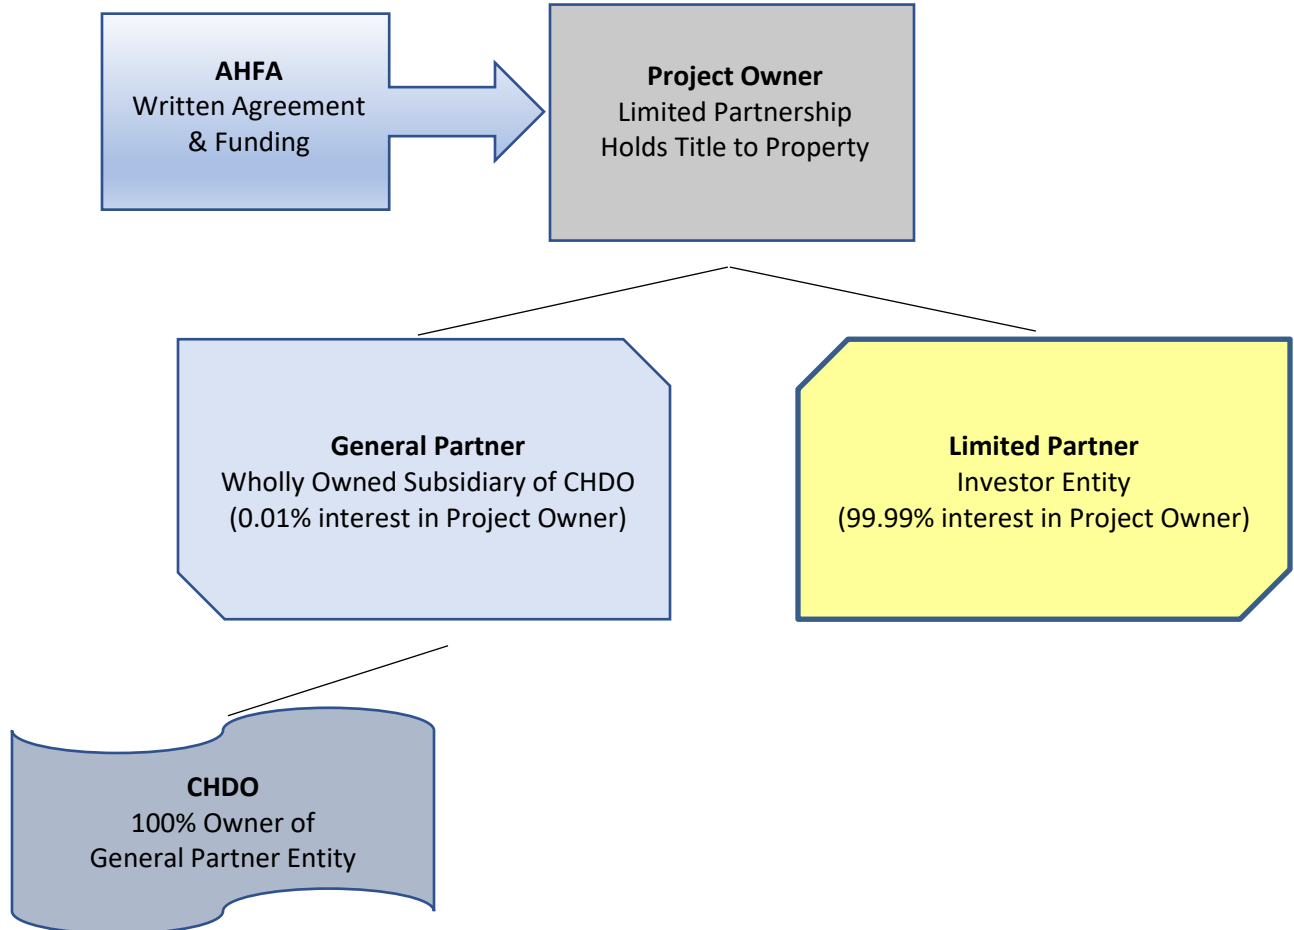 AHFA
Written Agreement
& Funding
Project Owner
Limited Partnership
Holds Title to Property
General Partner
Wholly Owned Subsidiary of CHDO
(0.01% interest in Project Owner)
Limited Partner
Investor Entity
(99.99% interest in Project Owner)
CHDO
100% Owner of
General Partner Entity